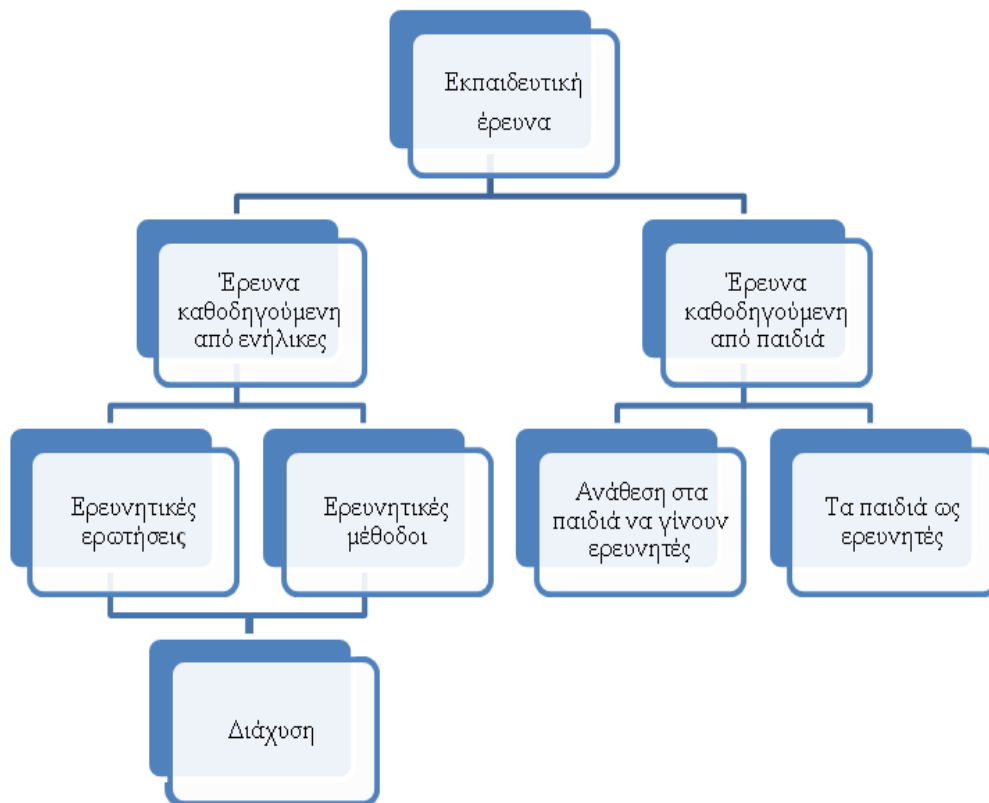 Εκπαιδευτική
έρευνα
Έρευνα
καθοδηγούμενη
από ενήλικες
Έρευνα
καθοδηγούμενη
από παιδιά
Ερευνητικές
ερωτήσεις
Ερευνητικές
μέθοδοι
Ανάθεση στα
παιδιά να γίνουν
ερευνητές
Τα παιδιά ως
ερευνητές
Διάχυση